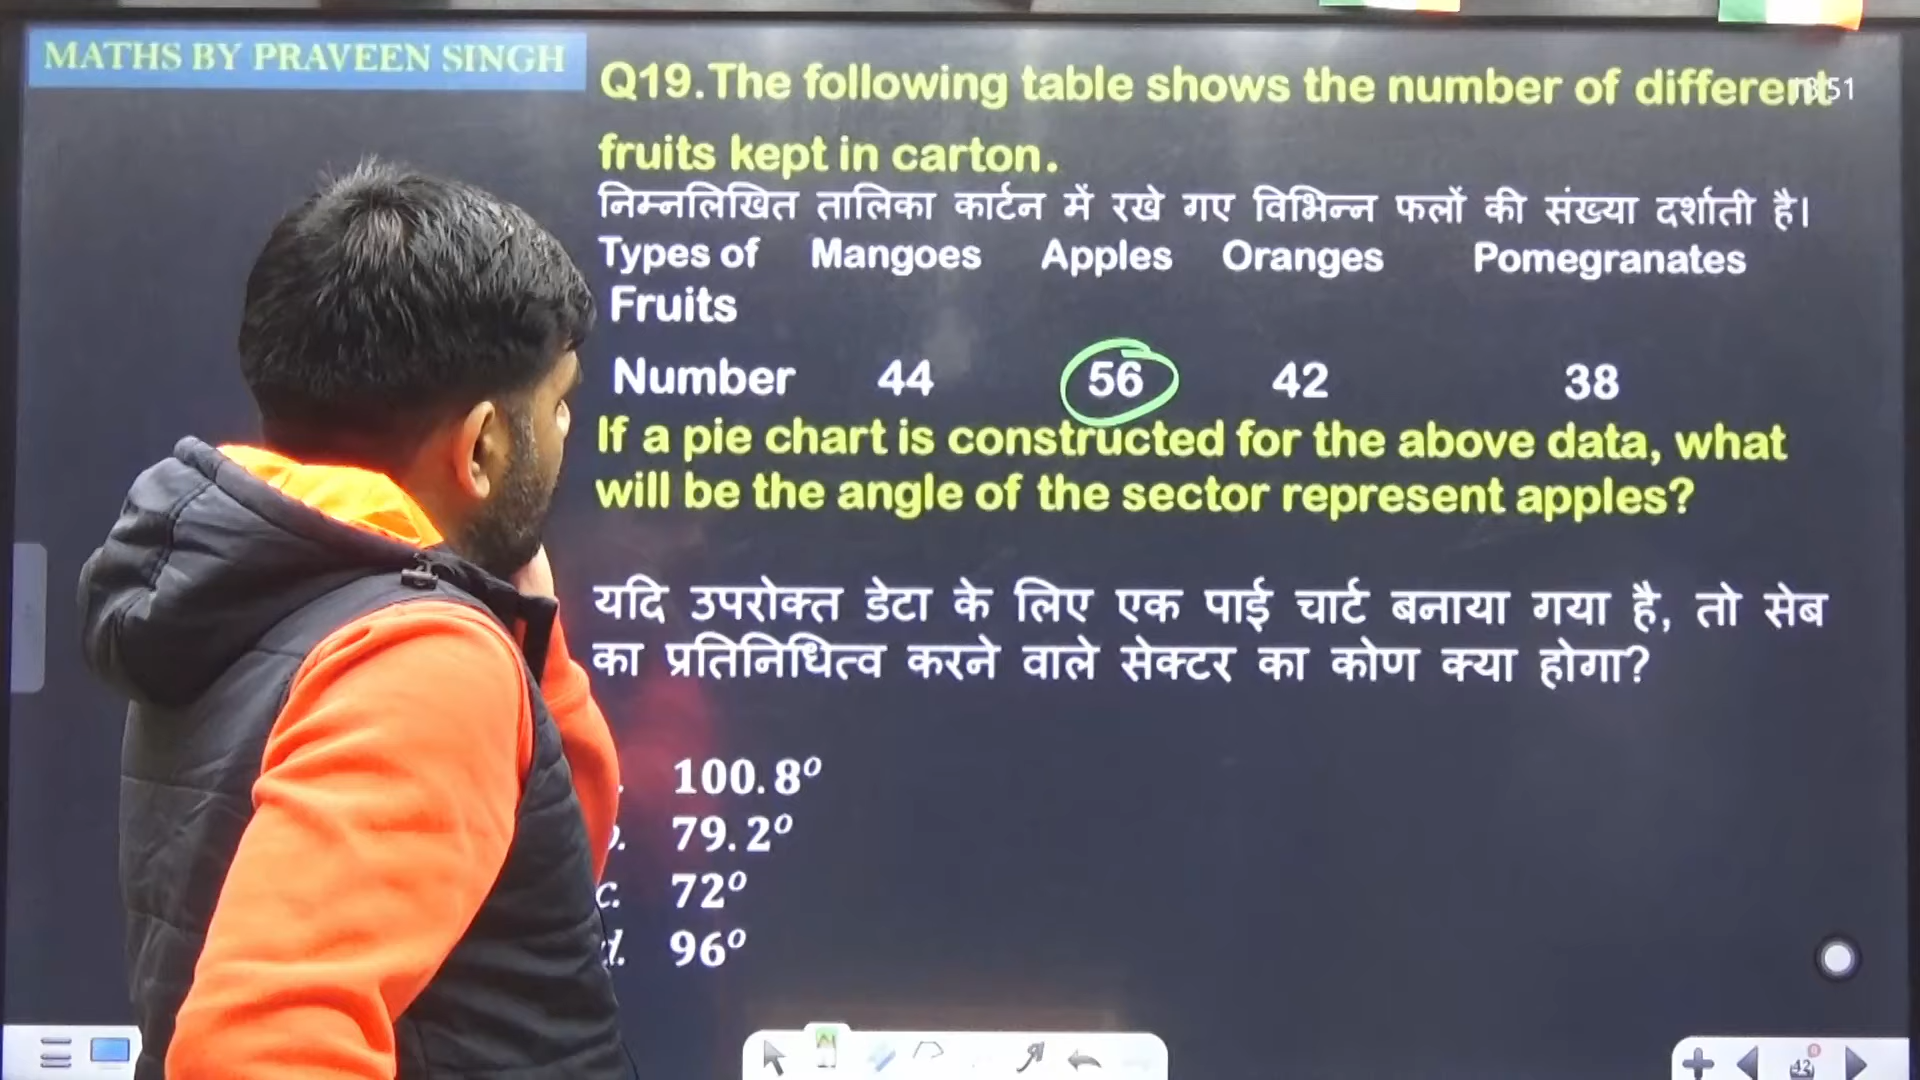 MATHS BY PRAVEEN SINGH
Q19.The following table shows the number of different
fruits kept in carton.
निम्नलिखित तालिका कार्टन में रखे गए विभिन्न फलों की संख्या दर्शाती है।
Types of Mangoes Apples Oranges Pomegranates
Fruits
Number 44 56 42 38
If a pie chart is constructed for the above data, what
will be the angle of the sector represent apples?
यदि उपरोक्त डेटा के लिए एक पाई चार्ट बनाया गया है, तो सेब
का प्रतिनिधित्व करने वाले सेक्टर का कोण क्या होगा?
100.8°
79.2°
c. 72°
d. 96°
42